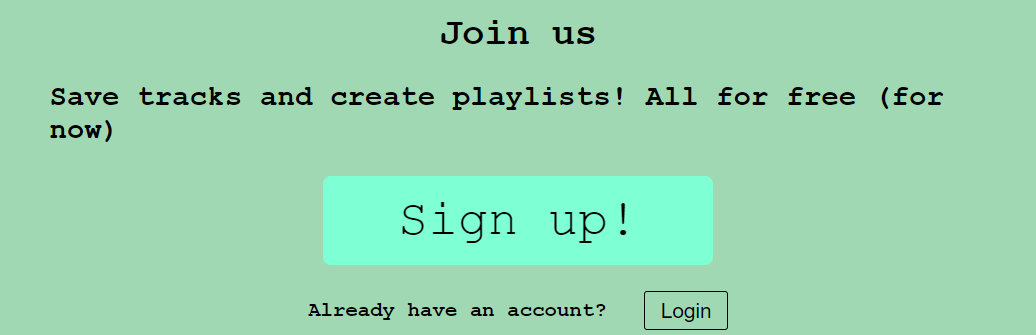 Join us
Save tracks and create playlists! All for free (for
now)
Sign up!
Already have an account? Login